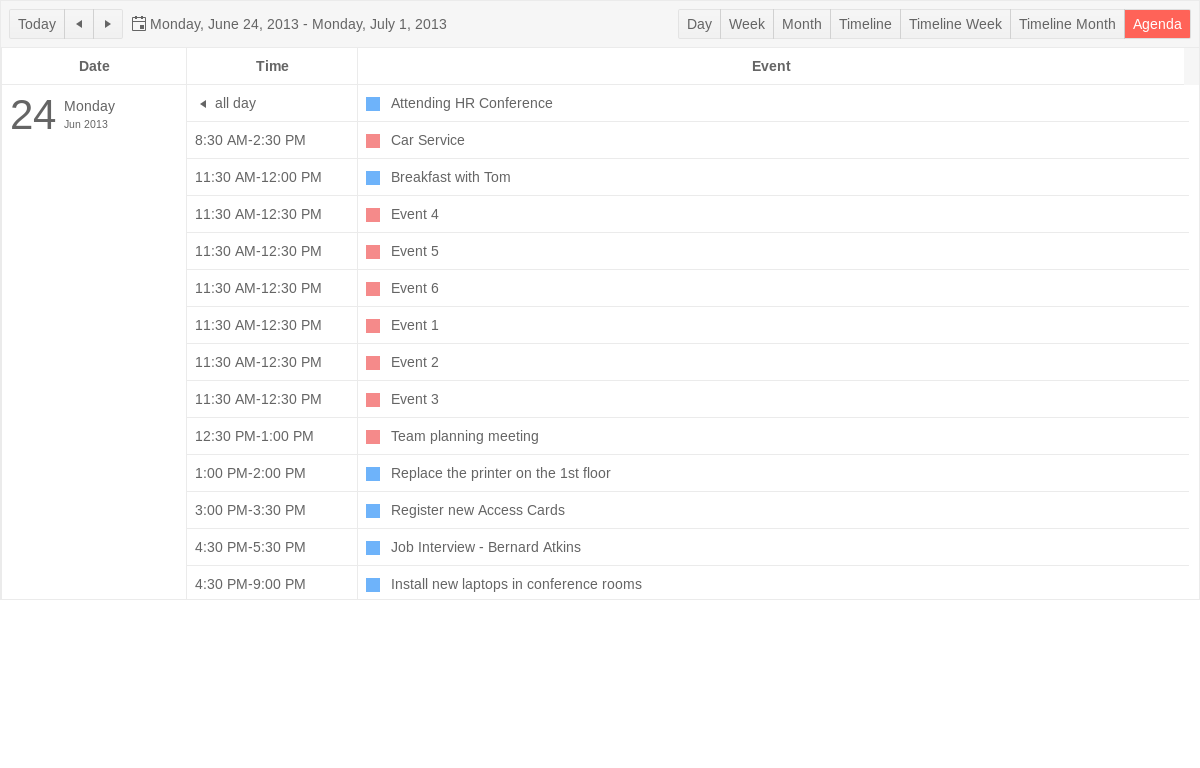 Today Monday, June 24, 2013 - Monday, July 1, 2013 Day Week Month Timeline Timeline Week Timeline Month Agenda
Date Time Event
24 Monday all day Attending HR Conference
Jun 2013
8:30 AM-2:30 PM Car Service
11:30 AM-12:00 PM Breakfast with Tom
11:30 AM-12:30 PM Event 4
11:30 AM-12:30 PM Event 5
11:30 AM-12:30 PM Event 6
11:30 AM-12:30 PM Event 1
11:30 AM-12:30 PM Event 2
11:30 AM-12:30 PM Event 3
12:30 PM-1:00 PM Team planning meeting
1:00 PM-2:00 PM Replace the printer on the 1st floor
3:00 PM-3:30 PM Register new Access Cards
4:30 PM-5:30 PM Job Interview - Bernard Atkins
4:30 PM-9:00 PM Install new laptops in conference rooms